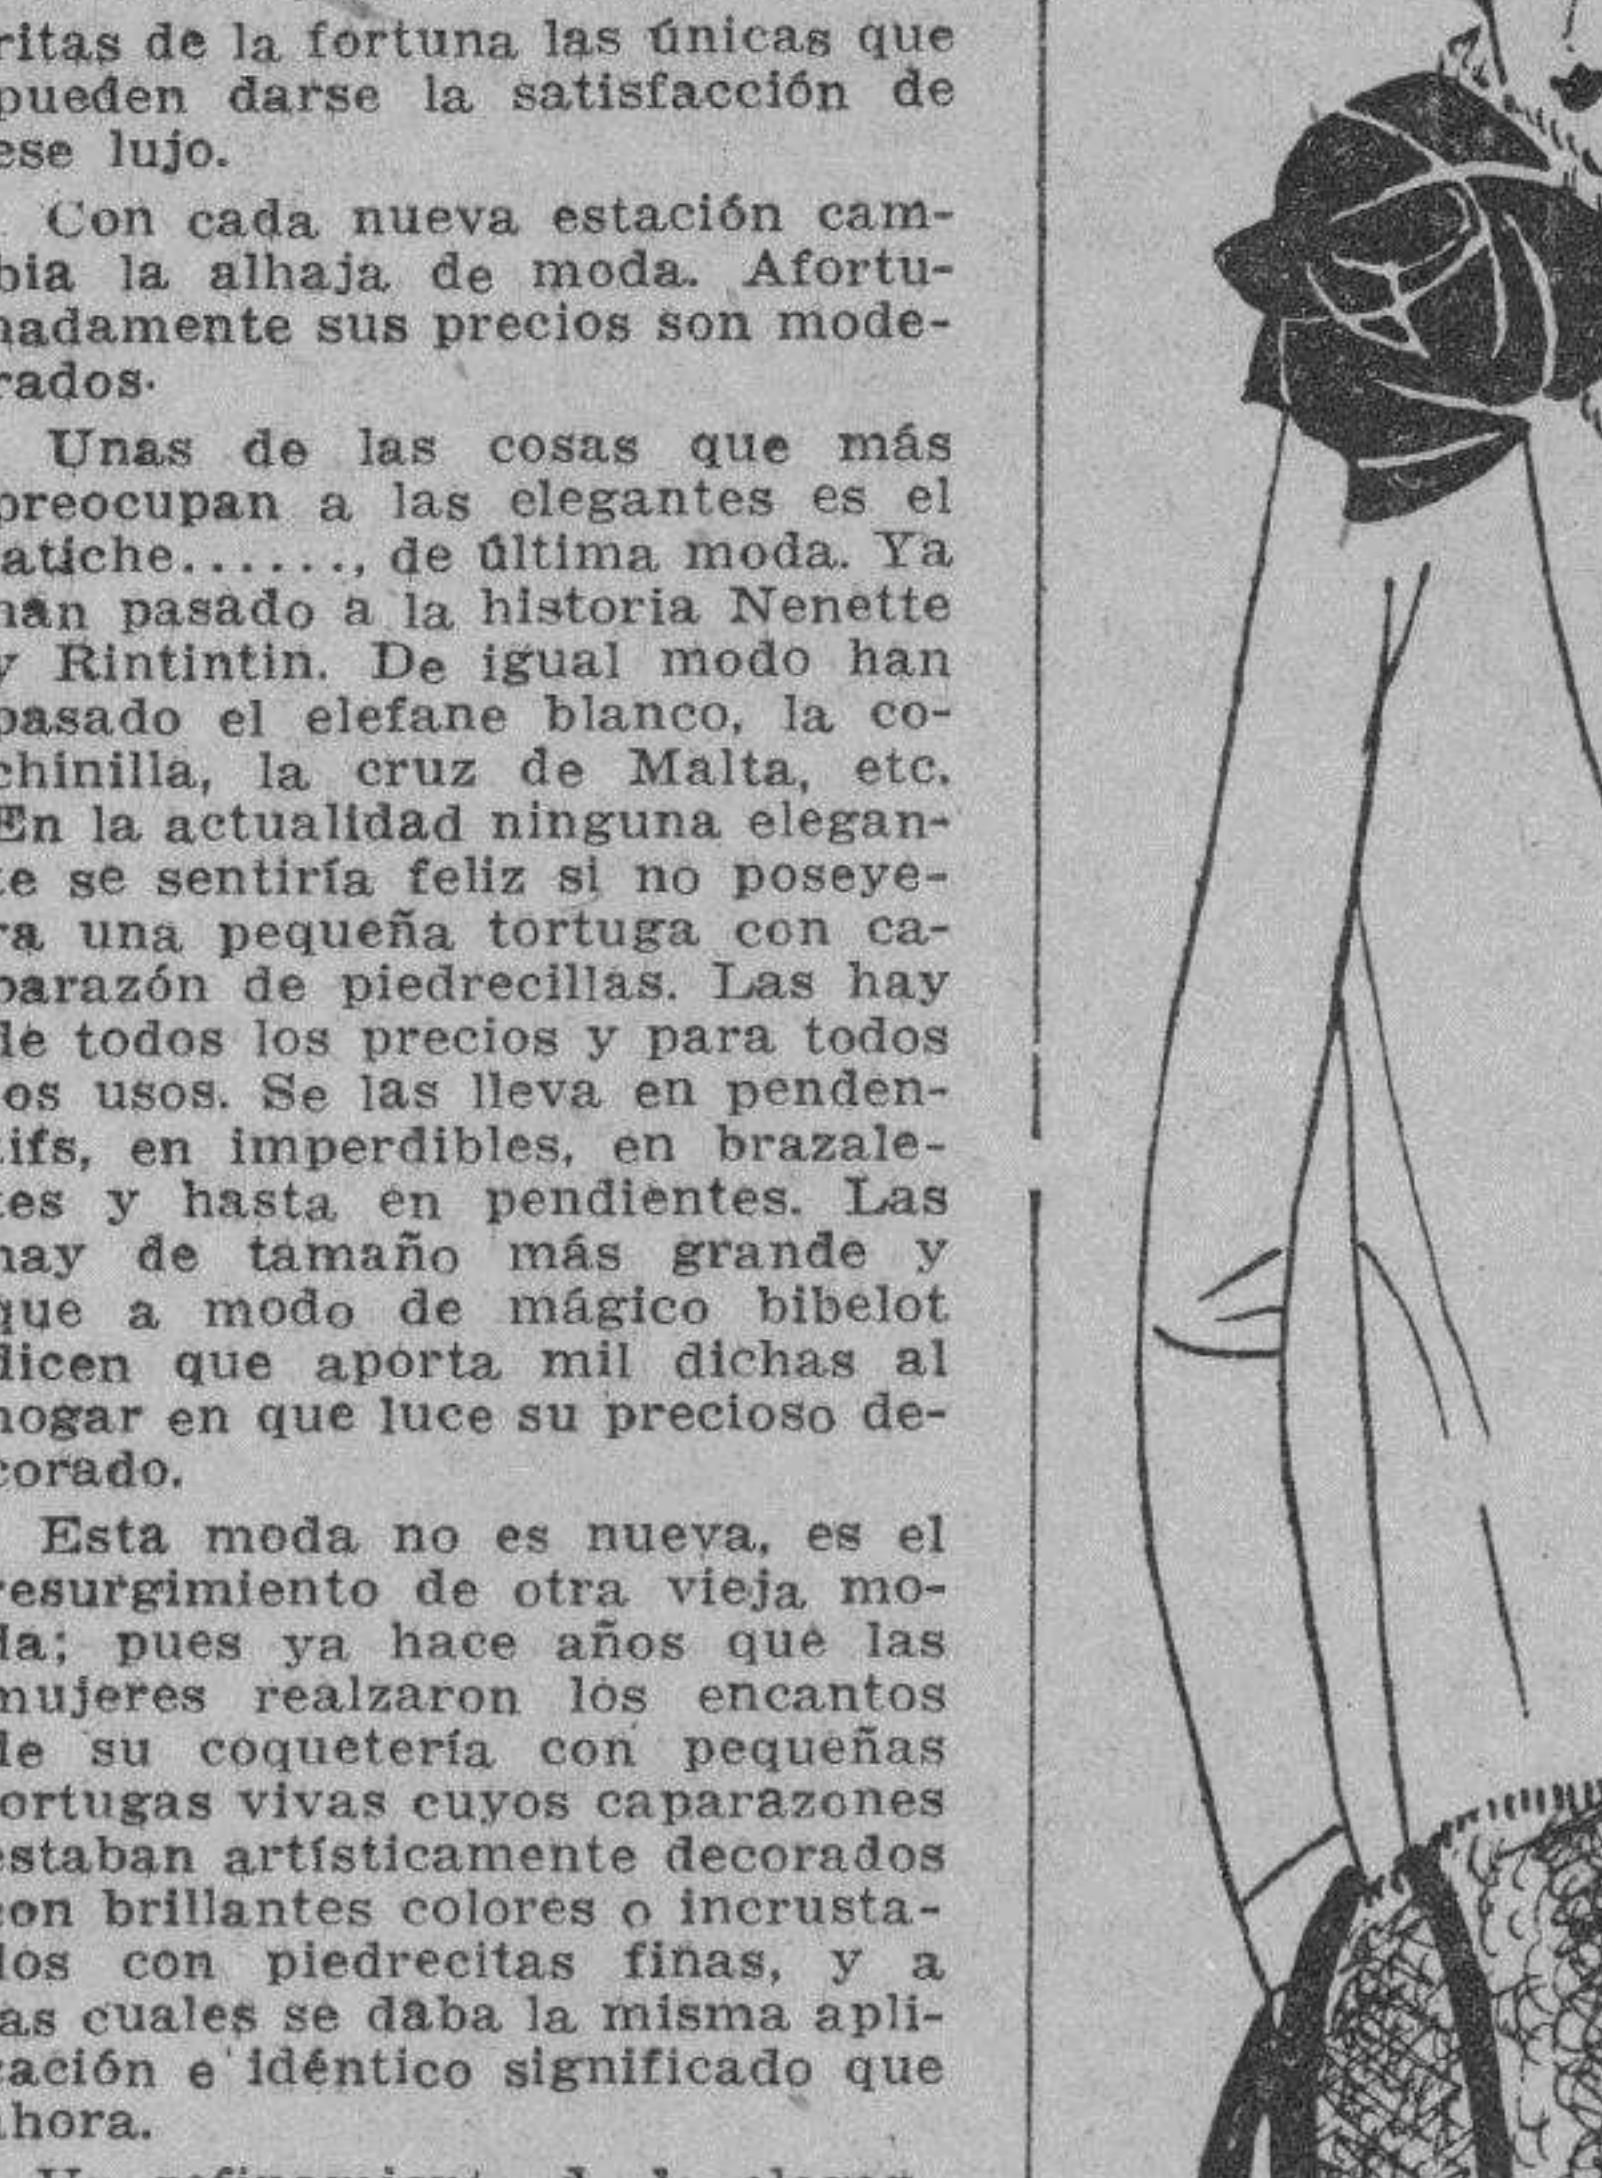 ritas de la fortuna las únicas que
pueden darse la satisfacción de
ese lujo.
Con cada nueva estación cam-
bia la alhaja de moda. Afortu-
nadamente sus precios son mode-
rados.
Unas de las cosas que más
preocupan a las elegantes es el
fatiche......, de última moda. Ya
han pasado a la historia Nenette
y Rintintin. De igual modo han
pasado el elefane blanco, la co-
chinilla, la cruz de Malta, etc.
En la actualidad ninguna elegan-
te se sentiría feliz si no poseye-
ra una pequeña tortuga con ca-
parazón de piedrecillas. Las hay
de todos los precios y para todos
los usos. Se las lleva en penden-
tifs, en imperdibles, en brazale-
tes y hasta en pendientes. Las
hay de tamaño más grande y
que a modo de mágico bibelot
dicen que aporta mil dichas al
hogar en que luce su precioso de-
corado.
Esta moda no es nueva, es el
resurgimiento de otra vieja mo-
da; pues ya hace años que las
mujeres realzaron los encantos
de su coquetería con pequeñas
tortugas vivas cuyos caparazones
estaban artísticamente decorados
con brillantes colores o incrusta-
dos con piedrecitas finas, y a
las cuales se daba la misma apli-
cación e idéntico significado que
ahora.